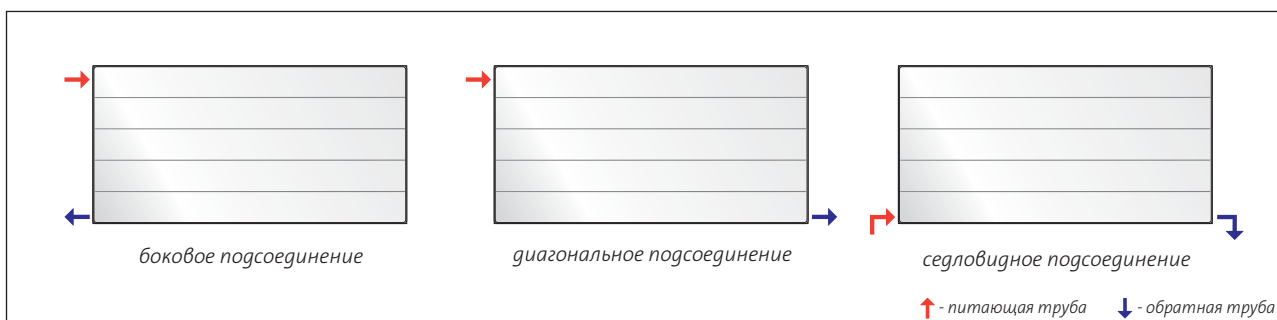 боковое подсоединение
диагональное подсоединение
седловидное подсоединение
- питающая труба
- обратная труба